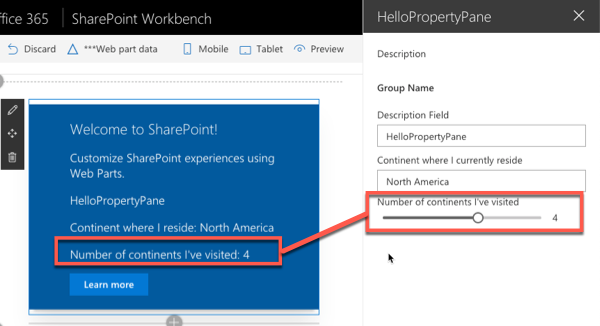 ffice 365 | SharePoint Workbench
Discard ***Web part data Mobile Tablet Preview
Welcome to SharePoint!
Customize SharePoint experiences using
Web Parts.
HelloPropertyPane
Continent where I reside: North America
Number of continents I've visited: 4
Learn more
HelloPropertyPane
Description
Group Name
Description Field
HelloPropertyPane
Continent where I currently reside
North America
Number of continents I've visited
4